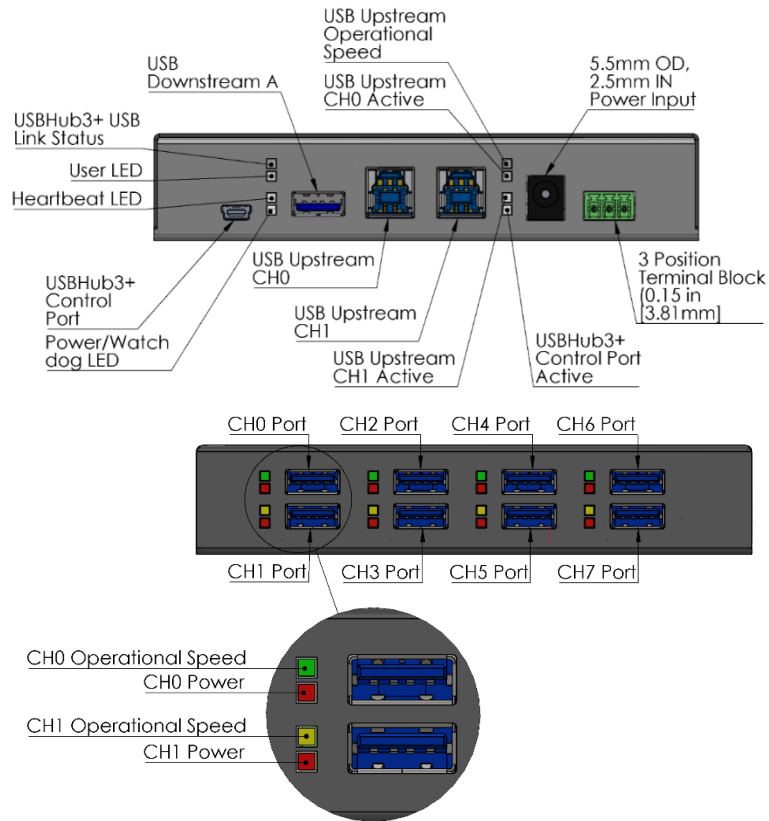 USB Upstream
Operational
Speed
USB
Downstream A
USB Upstream
CH0 Active
5.5mm OD,
2.5mm IN
Power Input
USBHub3+ USB
Link Status
User LED
Heartbeat LED
USBHub3+
Control
Port
Power/Watch
dog LED
USB Upstream
CH0
USB Upstream
CH1
USB Upstream
CH1 Active
USBHub3+
Control Port
Active
3 Position
Terminal Block
(0.15 in
[3.81mm]
CH0 Port
CH2 Port
CH4 Port
CH6 Port
CH1 Port
CH3 Port
CH5 Port
CH7 Port
CH0 Operational Speed
CH0 Power
CH1 Operational Speed
CH1 Power